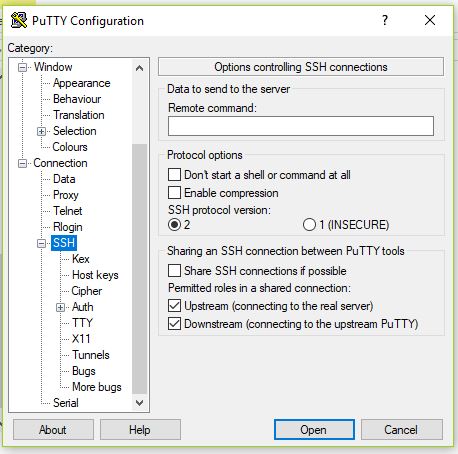 PuTTY Configuration
Category:
Window
Appearance
Behaviour
Translation
Selection
Colours
Connection
Data
Proxy
Telnet
Rlogin
SSH
Kex
Host keys
Cipher
Auth
TTY
X11
Tunnels
Bugs
More bugs
Serial
Options controlling SSH connections
Data to send to the server
Remote command:
Protocol options
Don't start a shell or command at all
Enable compression
SSH protocol version:
2 1 (INSECURE)
Sharing an SSH connection between PuTTY tools
Share SSH connections if possible
Permitted roles in a shared connection:
Upstream (connecting to the real server)
Downstream (connecting to the upstream PuTTY)
About Help Open Cancel